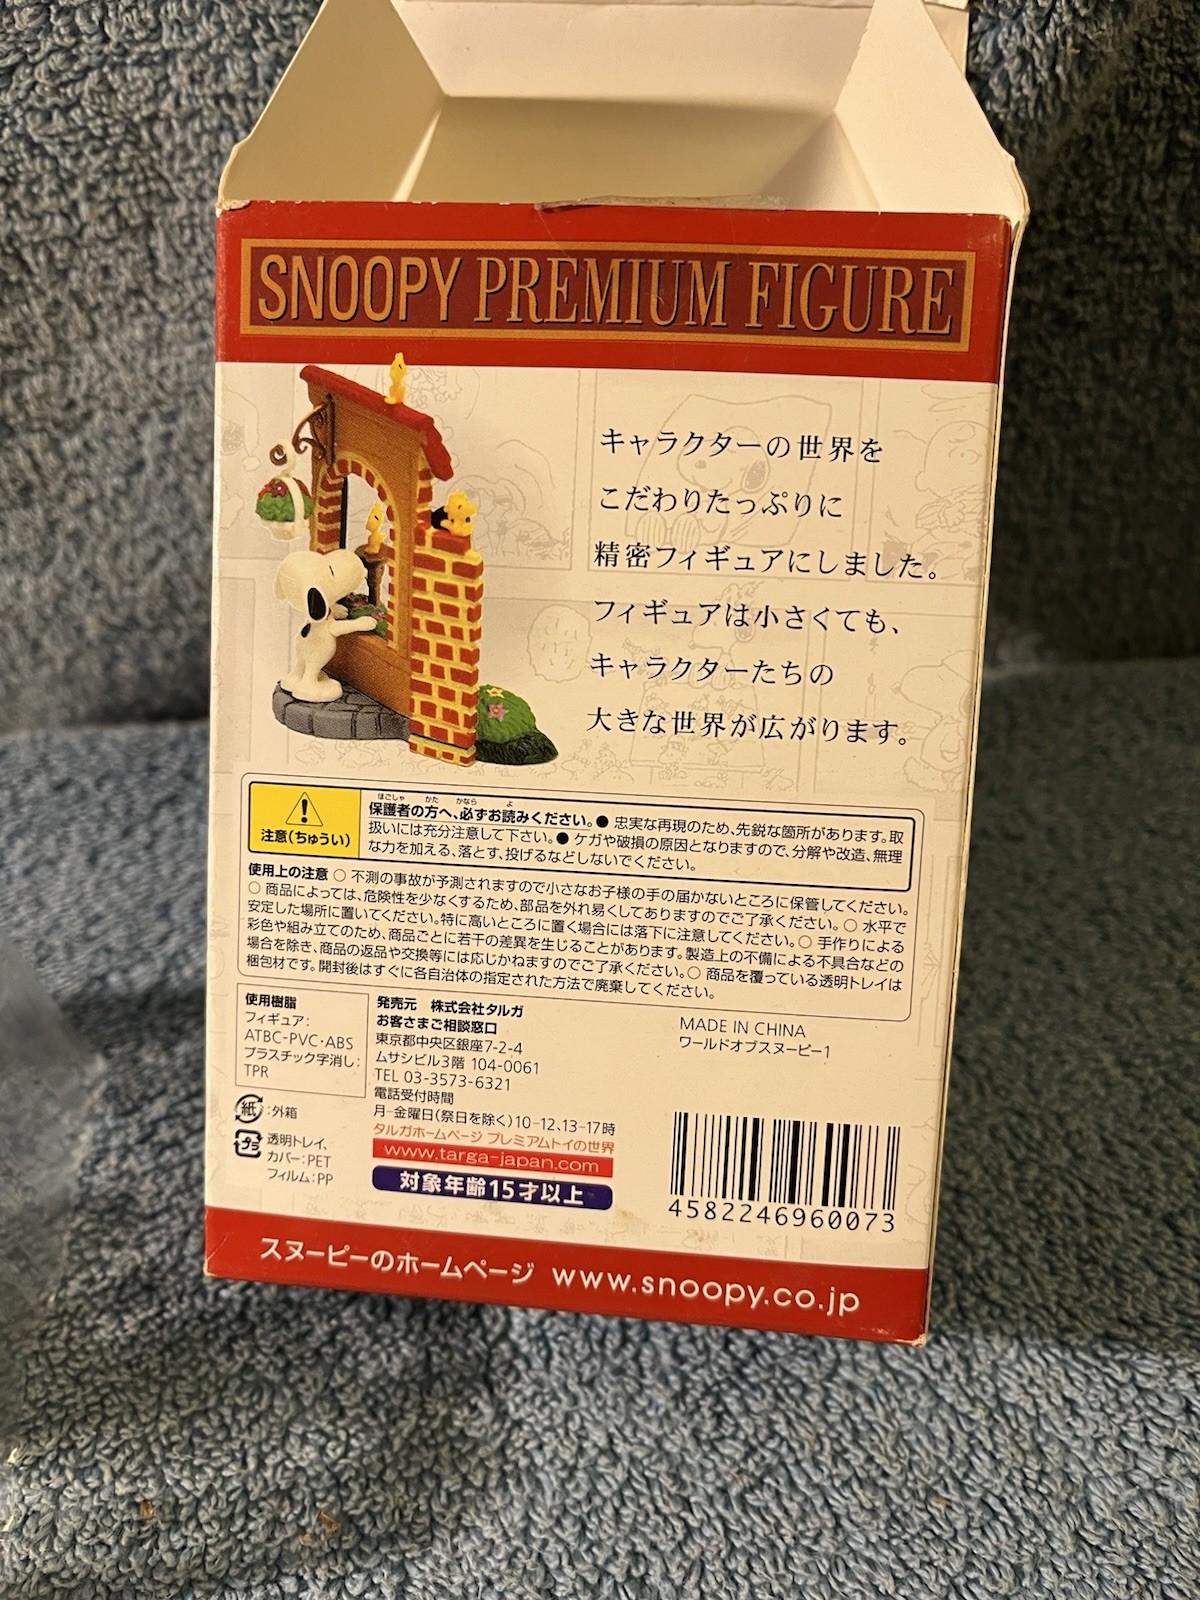 SNOOPY PREMIUM FIGURE
キャラクターの世界を
こだわりたっぷりに
精密フィギュアにしました。
フィギュアは小さくても、
キャラクターたちの
大きな世界が広がります。
注意(ちゅうい)
ほごしゃ かた かなら よ
保護者の方へ、必ずお読みください。● 忠実な再現のため、先鋭な箇所があります。取
扱いには充分注意して下さい。● ケガや破損の原因となりますので、分解や改造、無理
な力を加える、落とす、投げるなどしないでください。
使用上の注意 ○ 不測の事故が予測されますので小さなお子様の手の届かないところに保管してください。
○ 商品によっては、危険性を少なくするため、部品を外れ易くしてありますのでご了承ください。○ 水平で
安定した場所に置いてください。特に高いところに置く場合には落下に注意してください。○ 手作りによる
彩色や組み立てのため、商品ごとに若干の差異を生じることがあります。製造上の不備による不具合などの
場合を除き、商品の返品や交換等には応じかねますのでご了承ください。○ 商品を覆っている透明トレイは
梱包材です。開封後はすぐに各自治体の指定された方法で廃棄してください。
使用樹脂
フィギュア:
ATBC-PVC・ABS
プラスチック字消し:
TPR
紙:外箱
プラ 透明トレイ、
カバー:PET
フィルム:PP
発売元 株式会社タルガ
お客さまご相談窓口
東京都中央区銀座7-2-4
ムサシビル3階 104-0061
TEL 03-3573-6321
電話受付時間
月-金曜日(祭日を除く)10-12、13-17時
タルガホームページ プレミアムトイの世界
www.targa-japan.com
対象年齢15才以上
MADE IN CHINA
ワールドオブスヌーピー1
4582246960073
スヌーピーのホームページ www.snoopy.co.jp